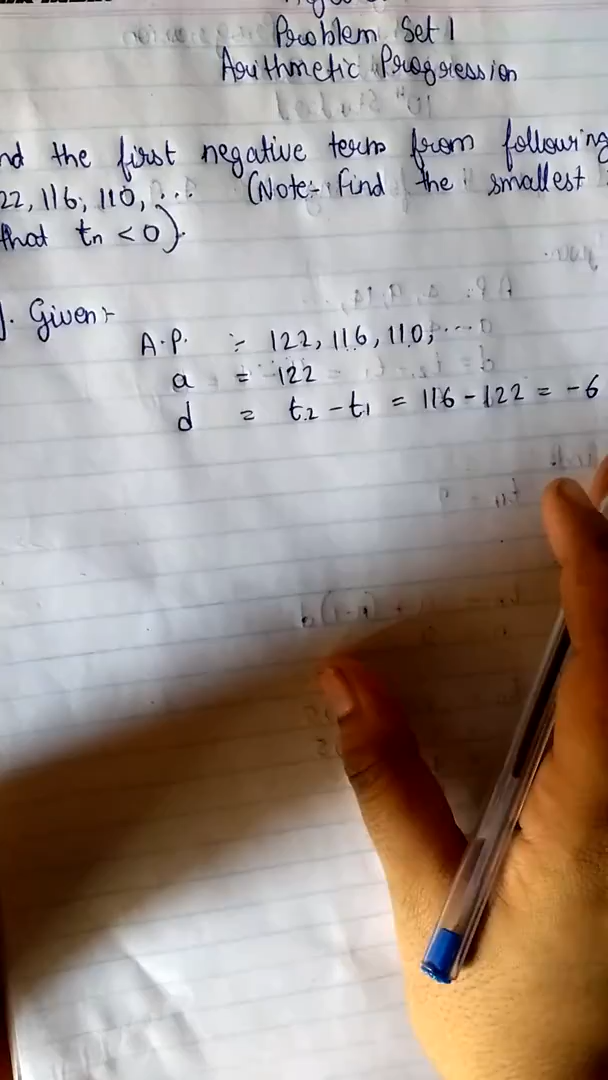 Problem Set 1
Arithmetic Progression
nd the first negative term from following
22, 116, 110, ... (Note:- Find the smallest
that tn < 0).
). Given:-
A.P. = 122, 116, 110, ...
a = 122
d = t2 - t1 = 116 - 122 = -6